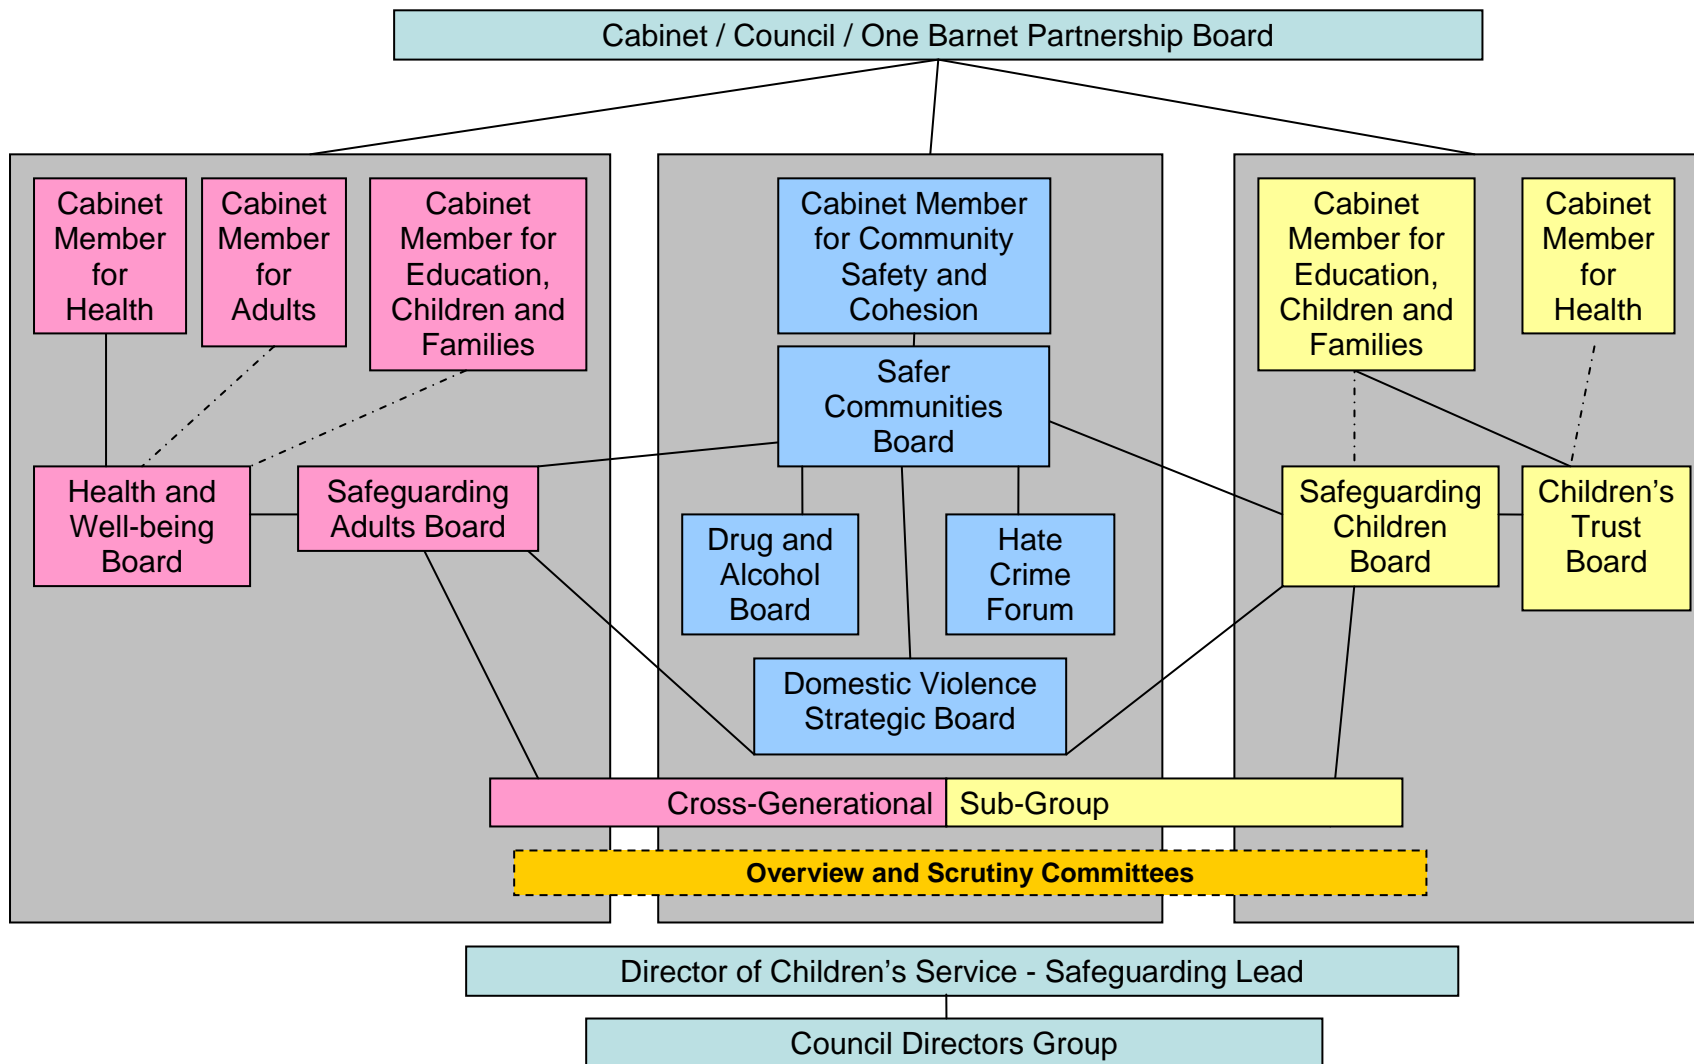 Cabinet / Council / One Barnet Partnership Board
Cabinet
Member
for
Health
Cabinet
Member
for
Adults
Cabinet
Member for
Education,
Children and
Families
Cabinet Member
for Community
Safety and
Cohesion
Cabinet
Member for
Education,
Children and
Families
Cabinet
Member
for
Health
Safer
Communities
Board
Health and
Well-being
Board
Safeguarding
Adults Board
Drug and
Alcohol
Board
Hate
Crime
Forum
Safeguarding
Children
Board
Children’s
Trust
Board
Domestic Violence
Strategic Board
Cross-Generational Sub-Group
Overview and Scrutiny Committees
Director of Children’s Service - Safeguarding Lead
Council Directors Group